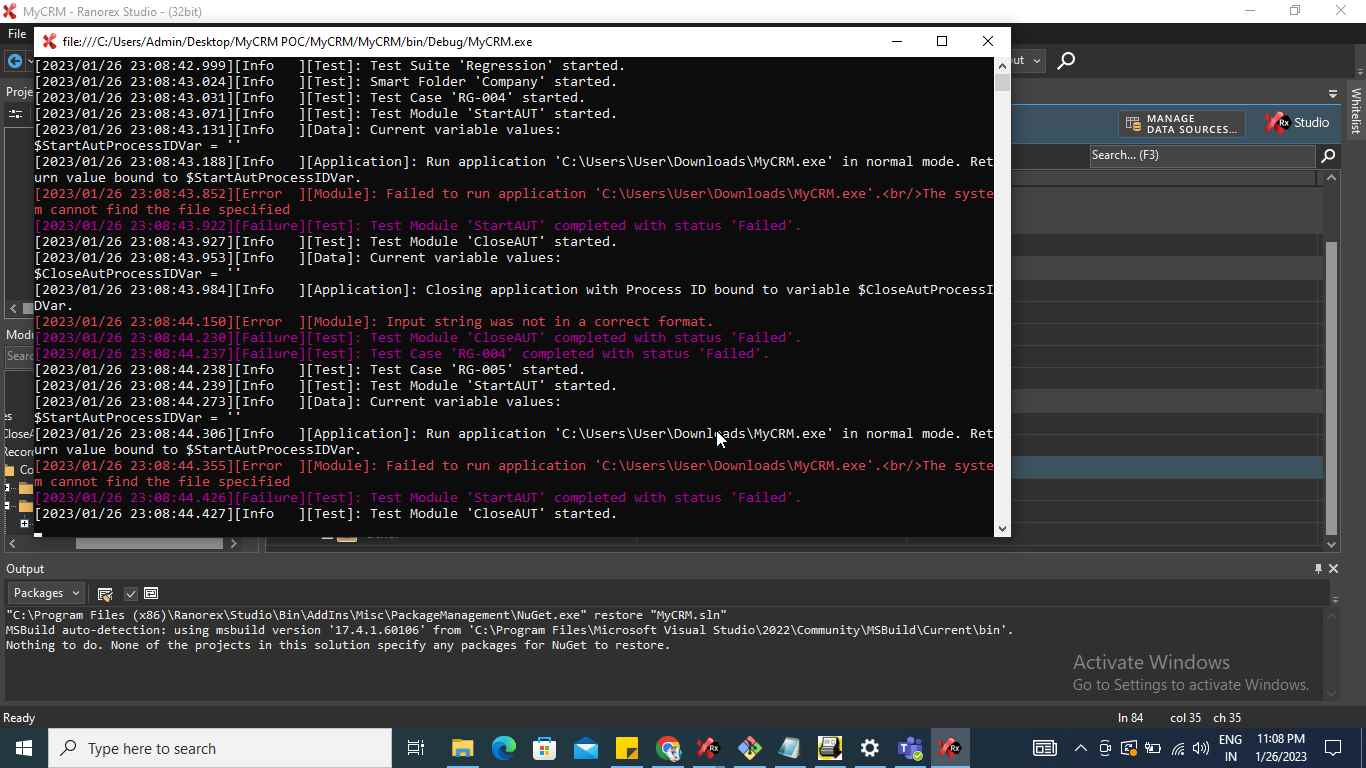 MyCRM - Ranorex Studio - (32bit)
File
file:///C:/Users/Admin/Desktop/MyCRM POC/MyCRM/MyCRM/bin/Debug/MyCRM.exe
[2023/01/26 23:08:42.999][Info   ][Test]: Test Suite 'Regression' started.
[2023/01/26 23:08:43.024][Info   ][Test]: Smart Folder 'Company' started.
[2023/01/26 23:08:43.031][Info   ][Test]: Test Case 'RG-004' started.
[2023/01/26 23:08:43.071][Info   ][Test]: Test Module 'StartAUT' started.
[2023/01/26 23:08:43.131][Info   ][Data]: Current variable values:
$StartAutProcessIDVar = ''
[2023/01/26 23:08:43.188][Info   ][Application]: Run application 'C:\Users\User\Downloads\MyCRM.exe' in normal mode. Ret
urn value bound to $StartAutProcessIDVar.
[2023/01/26 23:08:43.852][Error  ][Module]: Failed to run application 'C:\Users\User\Downloads\MyCRM.exe'.<br/>The syste
m cannot find the file specified
[2023/01/26 23:08:43.922][Failure][Test]: Test Module 'StartAUT' completed with status 'Failed'.
[2023/01/26 23:08:43.927][Info   ][Test]: Test Module 'CloseAUT' started.
[2023/01/26 23:08:43.953][Info   ][Data]: Current variable values:
$CloseAutProcessIDVar = ''
[2023/01/26 23:08:43.984][Info   ][Application]: Closing application with Process ID bound to variable $CloseAutProcessI
DVar.
[2023/01/26 23:08:44.150][Error  ][Module]: Input string was not in a correct format.
[2023/01/26 23:08:44.230][Failure][Test]: Test Module 'CloseAUT' completed with status 'Failed'.
[2023/01/26 23:08:44.237][Failure][Test]: Test Case 'RG-004' completed with status 'Failed'.
[2023/01/26 23:08:44.238][Info   ][Test]: Test Case 'RG-005' started.
[2023/01/26 23:08:44.239][Info   ][Test]: Test Module 'StartAUT' started.
[2023/01/26 23:08:44.273][Info   ][Data]: Current variable values:
$StartAutProcessIDVar = ''
[2023/01/26 23:08:44.306][Info   ][Application]: Run application 'C:\Users\User\Downloads\MyCRM.exe' in normal mode. Ret
urn value bound to $StartAutProcessIDVar.
[2023/01/26 23:08:44.355][Error  ][Module]: Failed to run application 'C:\Users\User\Downloads\MyCRM.exe'.<br/>The syste
m cannot find the file specified
[2023/01/26 23:08:44.426][Failure][Test]: Test Module 'StartAUT' completed with status 'Failed'.
[2023/01/26 23:08:44.427][Info   ][Test]: Test Module 'CloseAUT' started.
Proje
Modu
Sear
es
CloseA
Recor
Co
out
MANAGE
DATA SOURCES...
Rx Studio
Search... (F3)
Whitelist
Output
Packages
"C:\Program Files (x86)\Ranorex\Studio\Bin\AddIns\Misc\PackageManagement\NuGet.exe" restore "MyCRM.sln"
MSBuild auto-detection: using msbuild version '17.4.1.60106' from 'C:\Program Files\Microsoft Visual Studio\2022\Community\MSBuild\Current\bin'.
Nothing to do. None of the projects in this solution specify any packages for NuGet to restore.
Activate Windows
Go to Settings to activate Windows.
Ready
ln 84 col 35 ch 35
Type here to search
Rx
Rx
ENG
IN
11:08 PM
1/26/2023